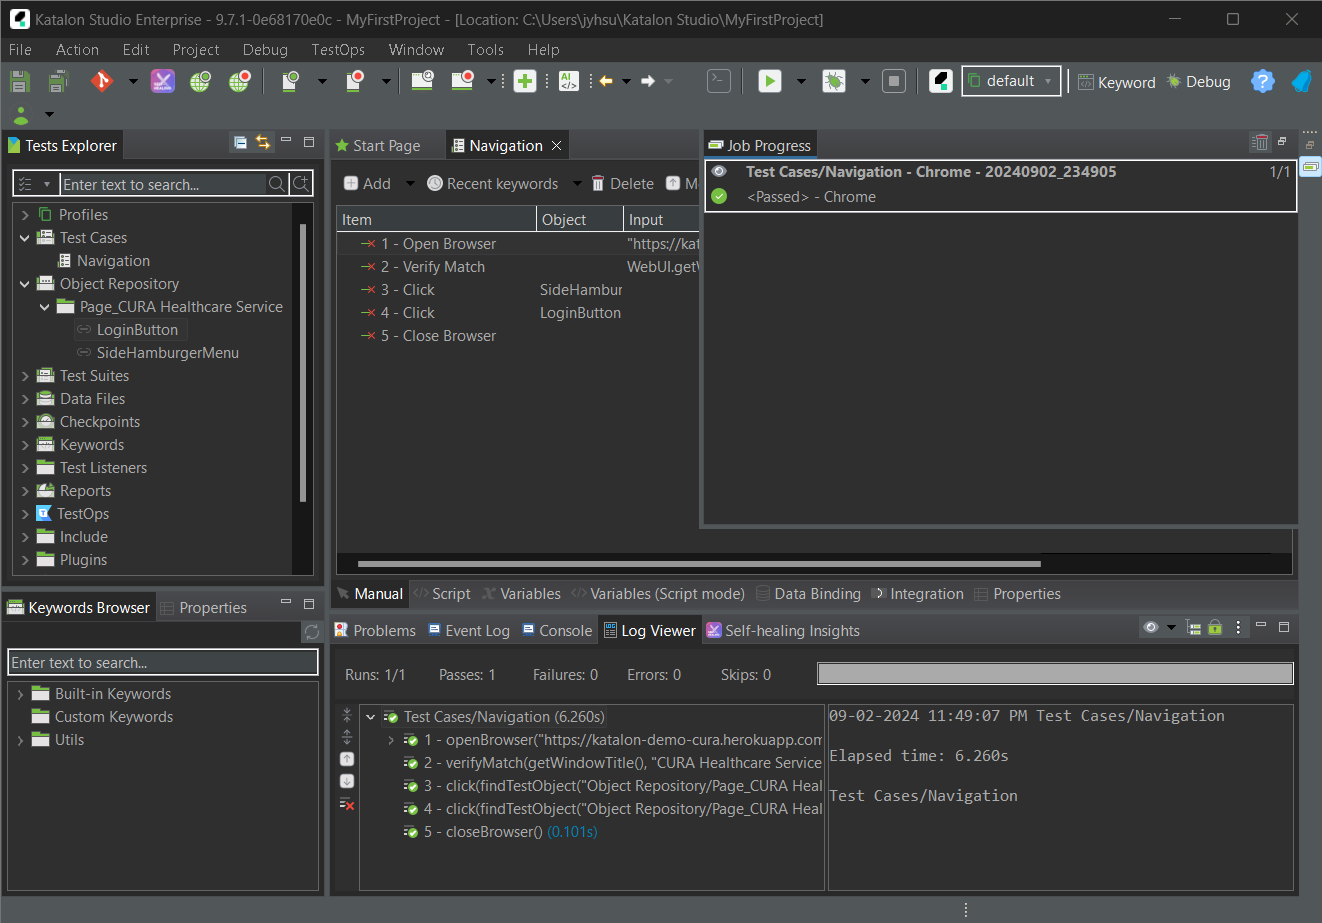 Katalon Studio Enterprise - 9.7.1-0e68170e0c - MyFirstProject - [Location: C:\Users\jyhsu\Katalon Studio\MyFirstProject]
File Action Edit Project Debug TestOps Window Tools Help
default Keyword Debug
Tests Explorer
Enter text to search...
Profiles
Test Cases
Navigation
Object Repository
Page_CURA Healthcare Service
LoginButton
SideHamburgerMenu
Test Suites
Data Files
Checkpoints
Keywords
Test Listeners
Reports
TestOps
Include
Plugins
Keywords Browser Properties
Enter text to search...
Built-in Keywords
Custom Keywords
Utils
Start Page Navigation
Add Recent keywords Delete M
Item Object Input
1 - Open Browser "https://kat
2 - Verify Match WebUI.getW
3 - Click SideHambur
4 - Click LoginButton
5 - Close Browser
Job Progress
Test Cases/Navigation - Chrome - 20240902_234905 1/1
<Passed> - Chrome
Manual Script Variables Variables (Script mode) Data Binding Integration Properties
Problems Event Log Console Log Viewer Self-healing Insights
Runs: 1/1 Passes: 1 Failures: 0 Errors: 0 Skips: 0
Test Cases/Navigation (6.260s)
1 - openBrowser("https://katalon-demo-cura.herokuapp.com
2 - verifyMatch(getWindowTitle(), "CURA Healthcare Service
3 - click(findTestObject("Object Repository/Page_CURA Heal
4 - click(findTestObject("Object Repository/Page_CURA Heal
5 - closeBrowser() (0.101s)
09-02-2024 11:49:07 PM Test Cases/Navigation
Elapsed time: 6.260s
Test Cases/Navigation